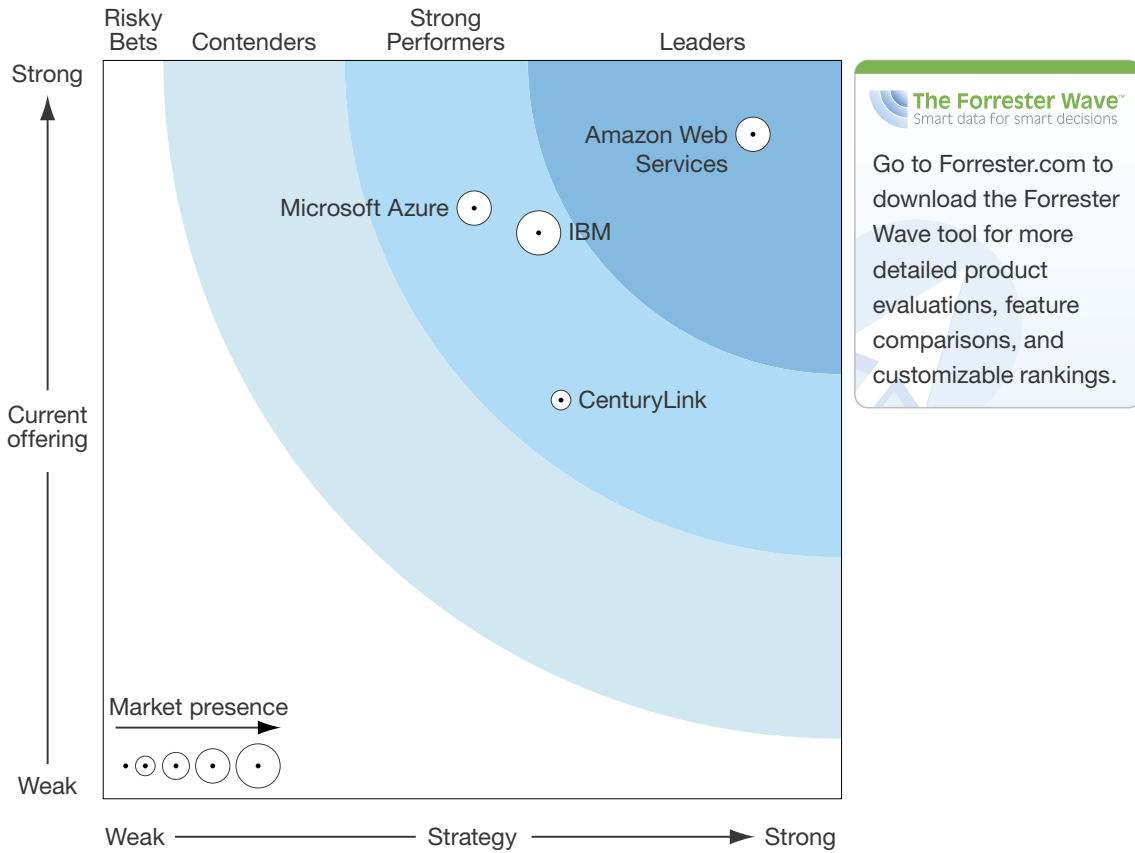 Risky
Bets
Contenders
Strong
Performers
Leaders
Strong
Current
offering
Weak
Amazon Web
Services
Microsoft Azure
IBM
CenturyLink
Market presence
Weak
Strategy
Strong
The Forrester Wave™
Smart data for smart decisions
Go to Forrester.com to
download the Forrester
Wave tool for more
detailed product
evaluations, feature
comparisons, and
customizable rankings.